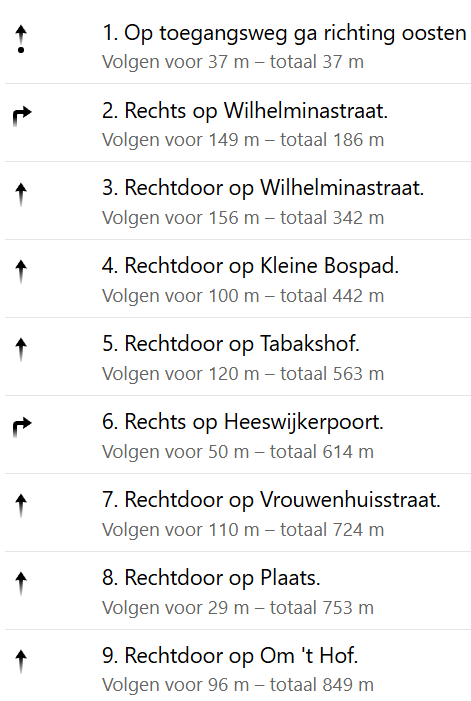 1. Op toegangsweg ga richting oosten
Volgen voor 37 m – totaal 37 m
2. Rechts op Wilhelminastraat.
Volgen voor 149 m – totaal 186 m
3. Rechtdoor op Wilhelminastraat.
Volgen voor 156 m – totaal 342 m
4. Rechtdoor op Kleine Bospad.
Volgen voor 100 m – totaal 442 m
5. Rechtdoor op Tabakshof.
Volgen voor 120 m – totaal 563 m
6. Rechts op Heeswijkerpoort.
Volgen voor 50 m – totaal 614 m
7. Rechtdoor op Vrouwenhuisstraat.
Volgen voor 110 m – totaal 724 m
8. Rechtdoor op Plaats.
Volgen voor 29 m – totaal 753 m
9. Rechtdoor op Om 't Hof.
Volgen voor 96 m – totaal 849 m